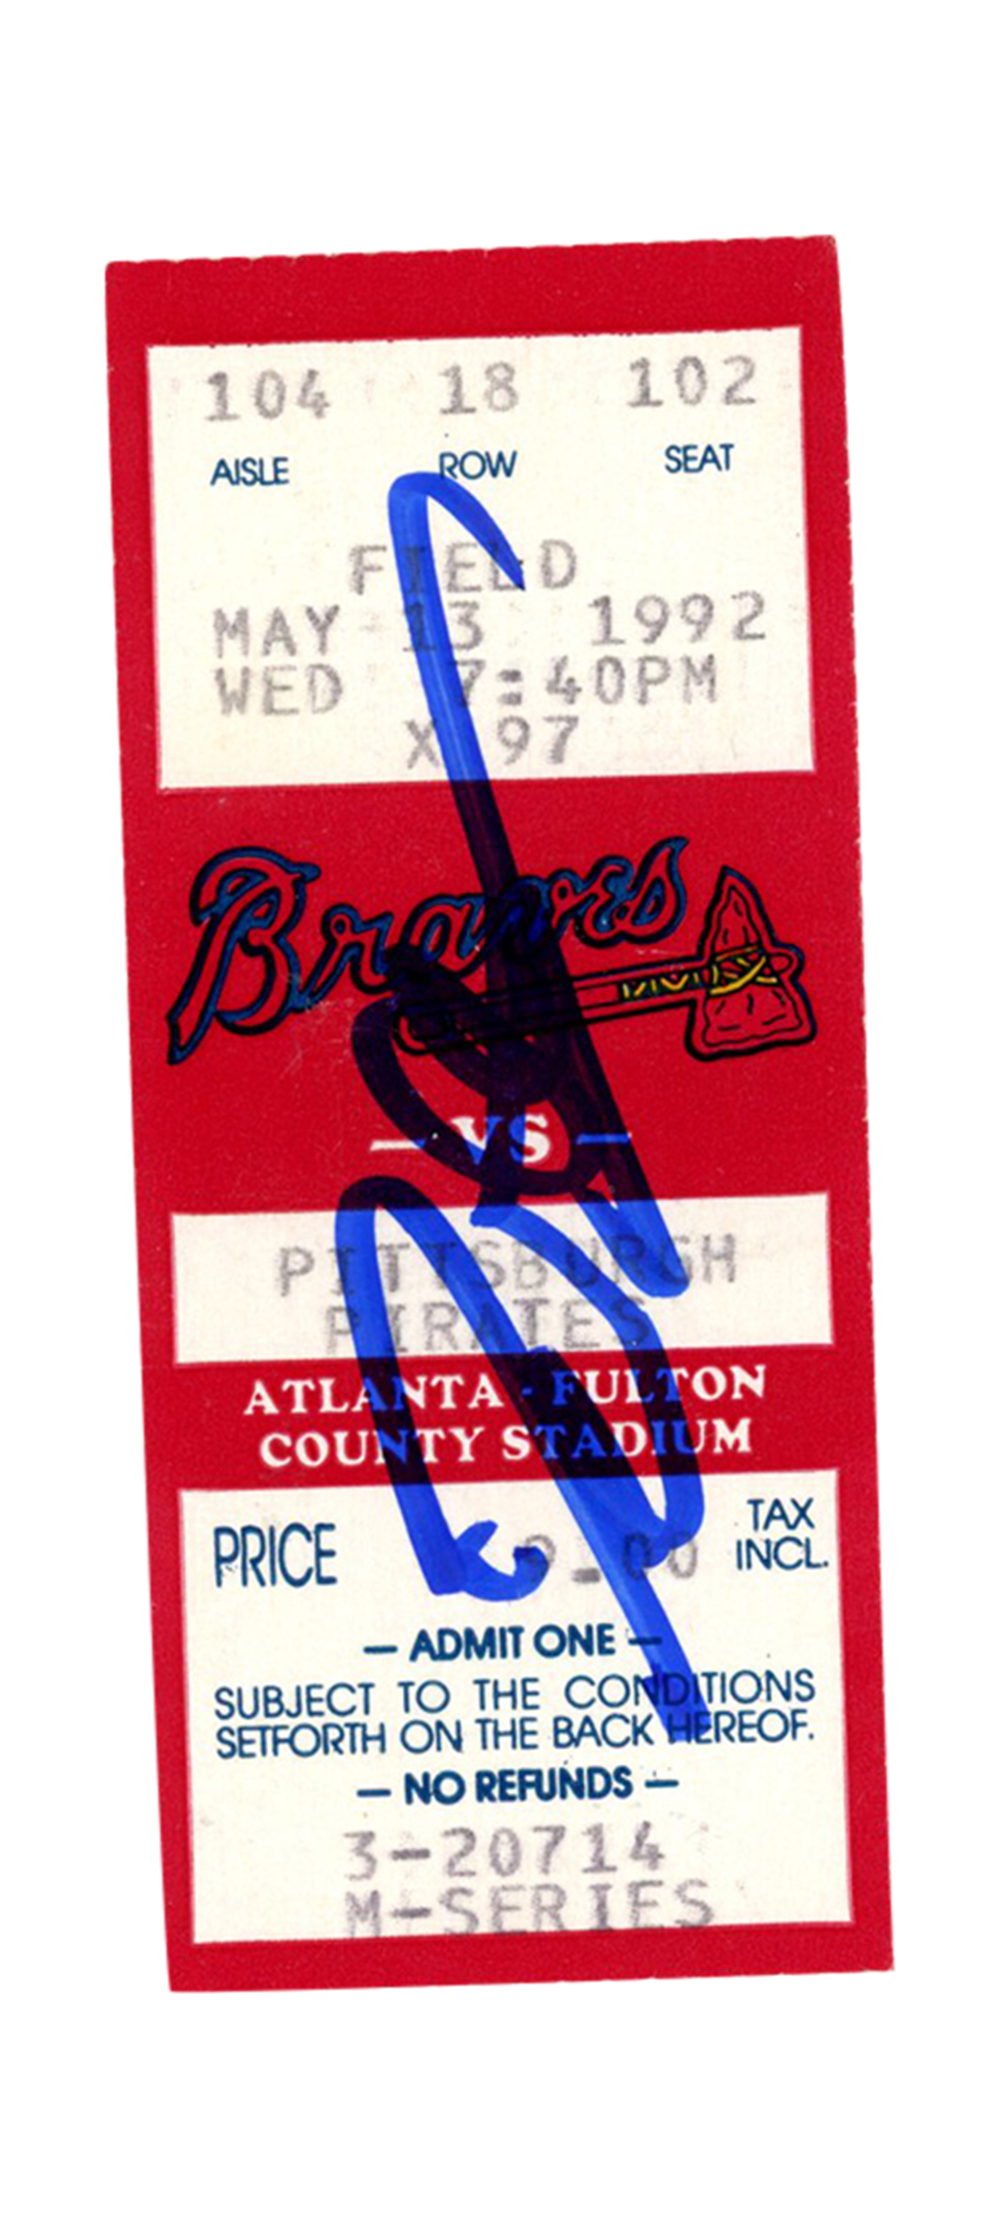 104 18 102
AISLE ROW SEAT
FIELD
MAY 13 1992
WED 7:40PM
X 97
Braves
— VS —
PITTSBURGH
PIRATES
ATLANTA - FULTON
COUNTY STADIUM
PRICE 9.00 TAX
INCL.
— ADMIT ONE —
SUBJECT TO THE CONDITIONS
SETFORTH ON THE BACK HEREOF.
— NO REFUNDS —
3-20714
M-SERIES